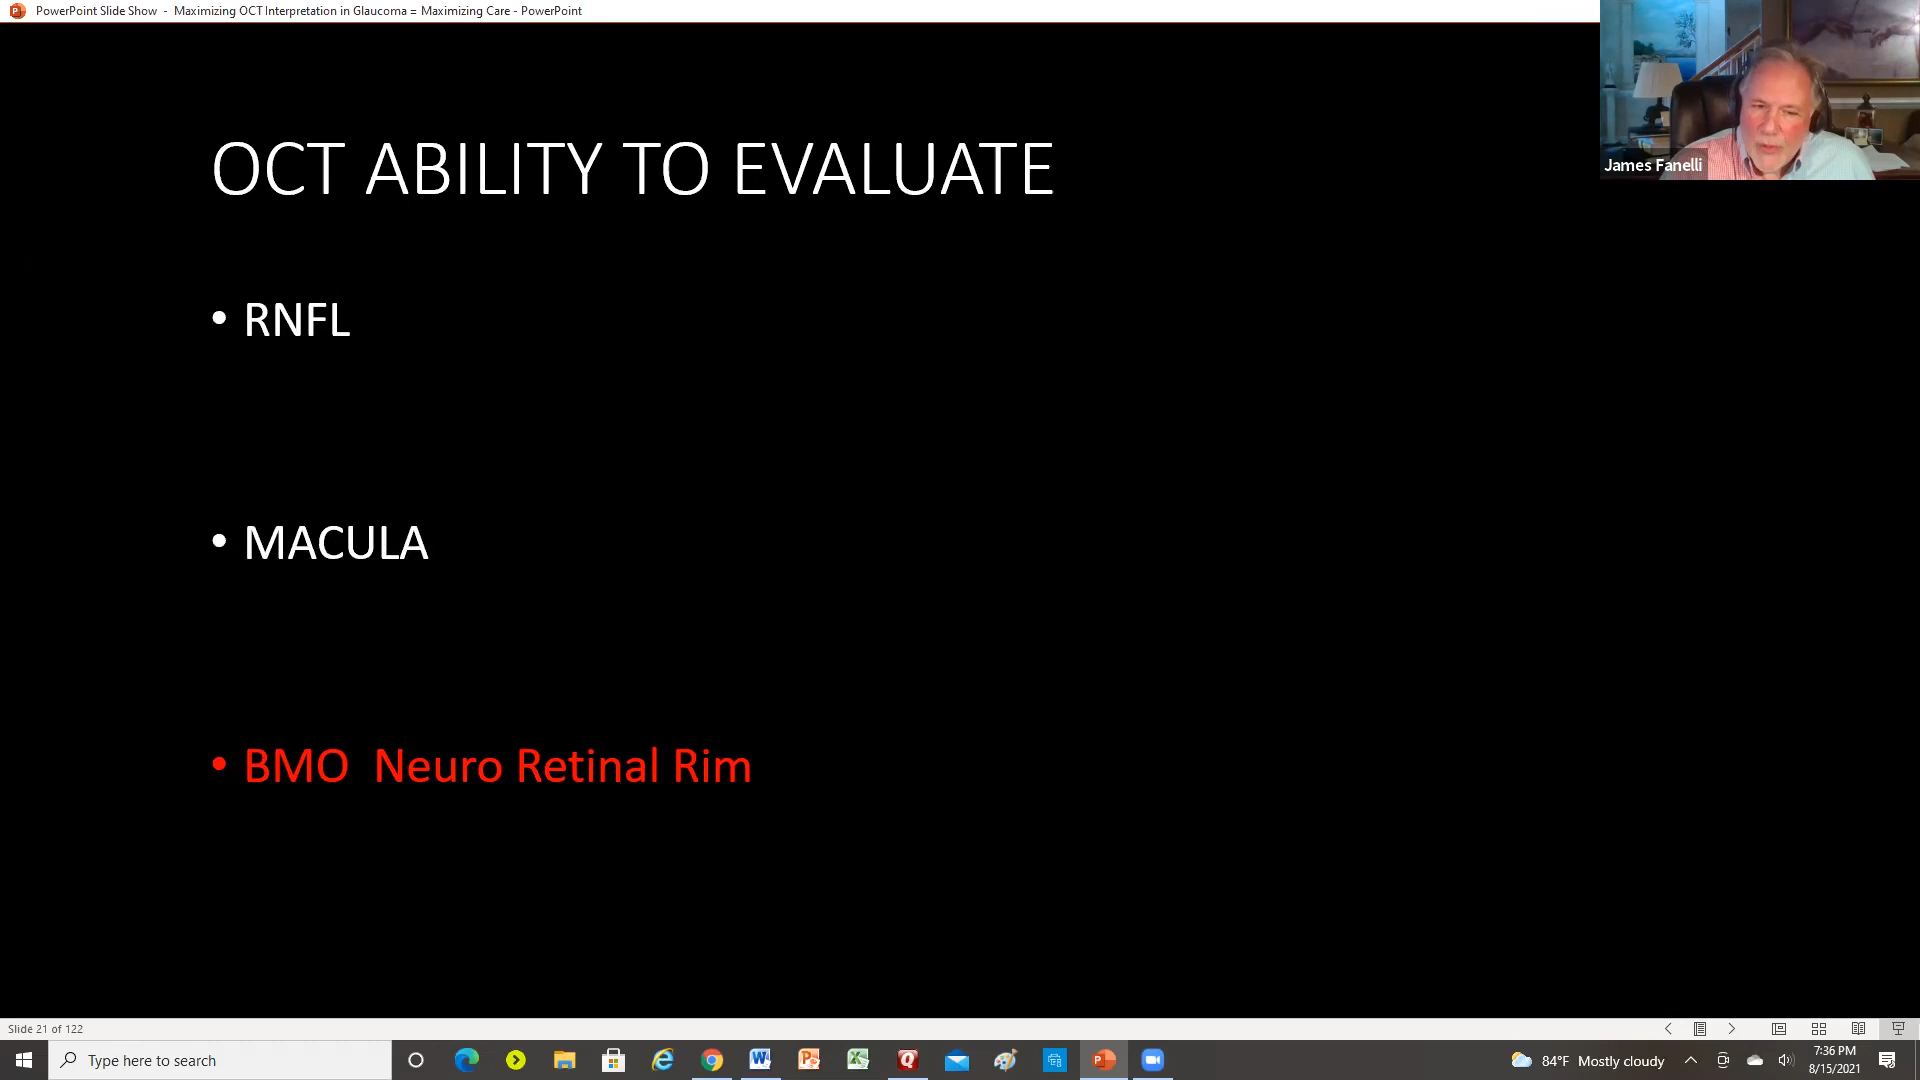 PowerPoint Slide Show - Maximizing OCT Interpretation in Glaucoma = Maximizing Care - PowerPoint
James Fanelli
OCT ABILITY TO EVALUATE
• RNFL
• MACULA
• BMO  Neuro Retinal Rim
Slide 21 of 122
Type here to search
84°F Mostly cloudy
7:36 PM
8/15/2021